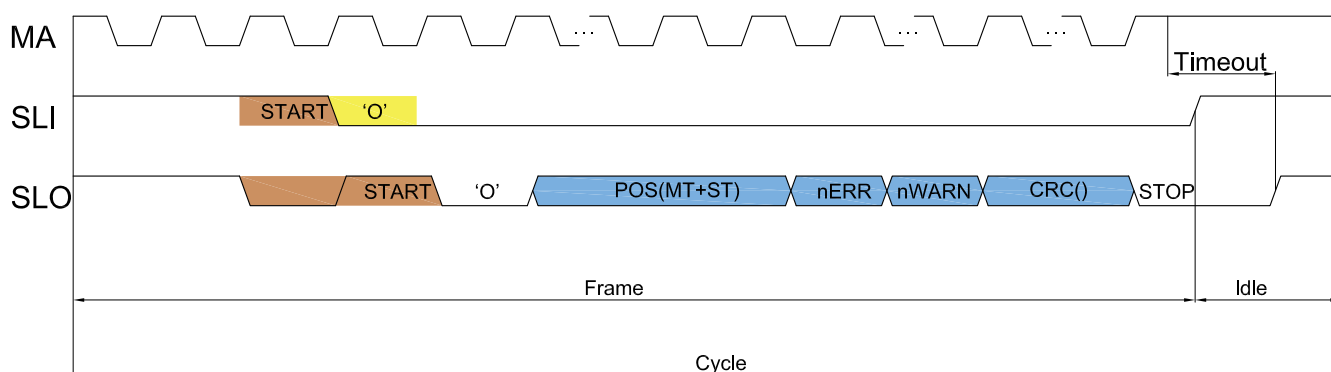 MA
... ... ...
Timeout
SLI START 'O'
SLO START 'O' POS(MT+ST) nERR nWARN CRC() STOP
Frame Idle
Cycle